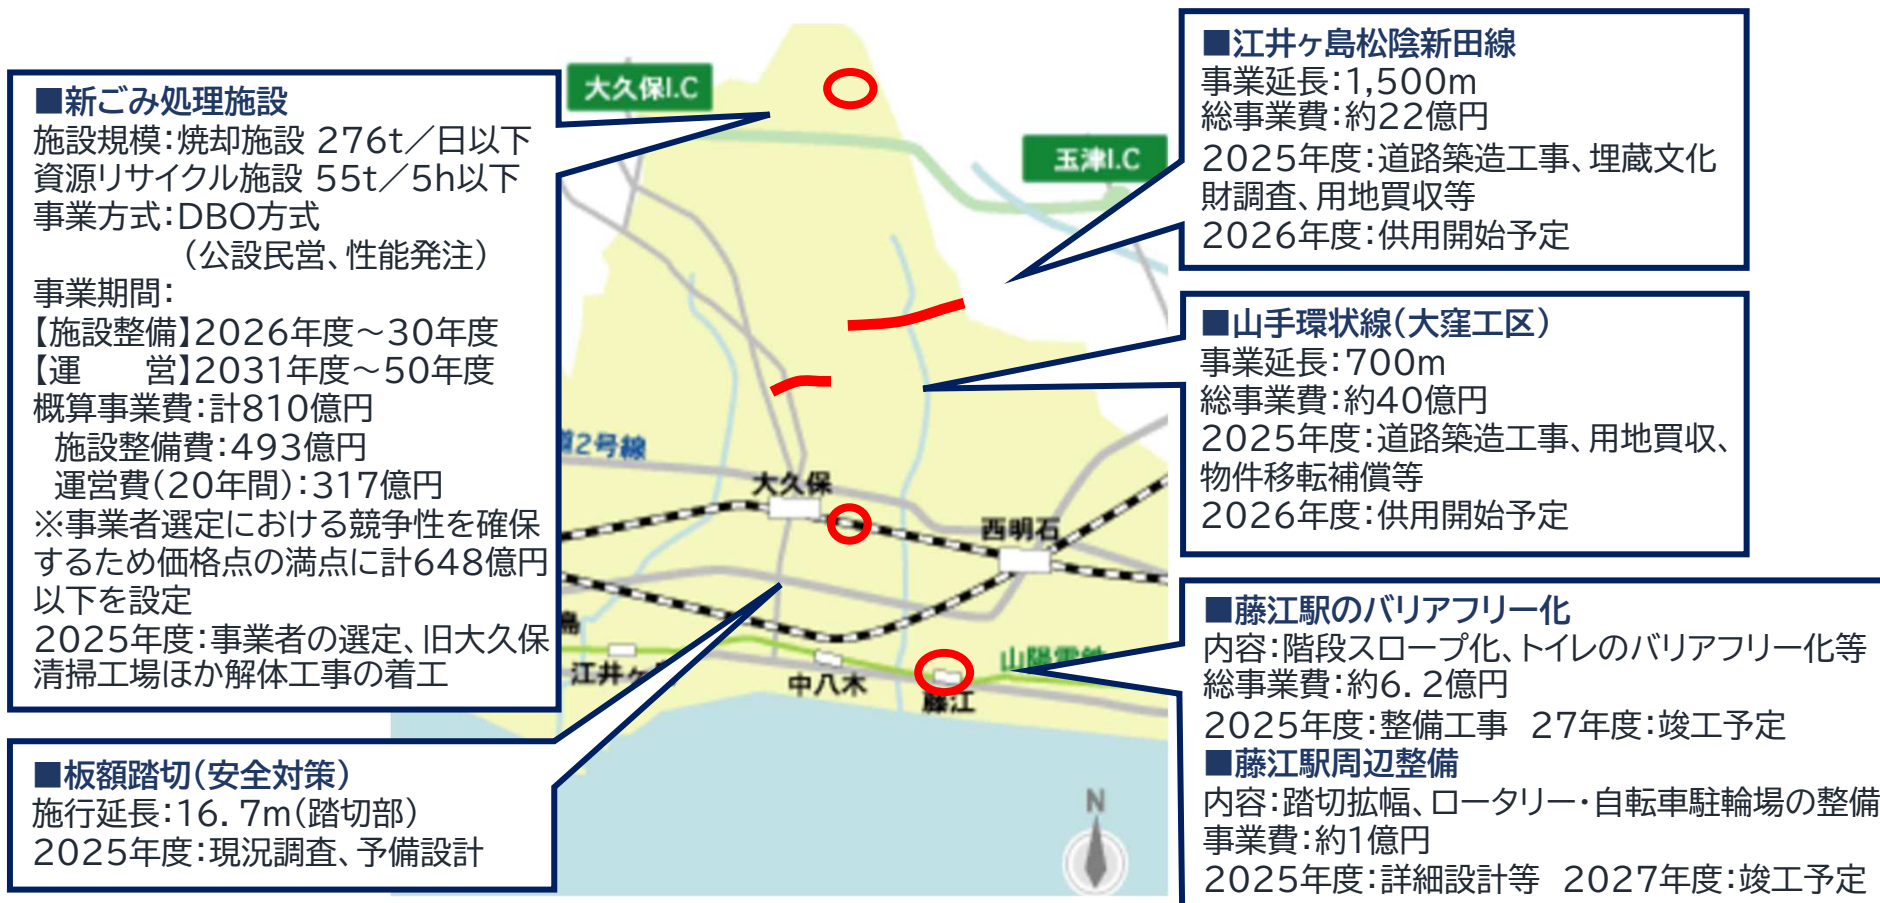 ■新ごみ処理施設
施設規模：焼却施設 276t／日以下
資源リサイクル施設 55t／5h以下
事業方式：DBO方式
（公設民営、性能発注）
事業期間：
【施設整備】2026年度～30年度
【運　　営】2031年度～50年度
概算事業費：計810億円
施設整備費：493億円
運営費（20年間）：317億円
※事業者選定における競争性を確保
するため価格点の満点に計648億円
以下を設定
2025年度：事業者の選定、旧大久保
清掃工場ほか解体工事の着工
■板額踏切（安全対策）
施行延長：16．7m（踏切部）
2025年度：現況調査、予備設計
大久保I.C
玉津I.C
2号線
大久保
西明石
江井ヶ
中八木
藤江
山陽電鉄
N
■江井ヶ島松陰新田線
事業延長：1,500m
総事業費：約22億円
2025年度：道路築造工事、埋蔵文化
財調査、用地買収等
2026年度：供用開始予定
■山手環状線（大窪工区）
事業延長：700m
総事業費：約40億円
2025年度：道路築造工事、用地買収、
物件移転補償等
2026年度：供用開始予定
■藤江駅のバリアフリー化
内容：階段スロープ化、トイレのバリアフリー化等
総事業費：約6．2億円
2025年度：整備工事　27年度：竣工予定
■藤江駅周辺整備
内容：踏切拡幅、ロータリー・自転車駐輪場の整備
事業費：約1億円
2025年度：詳細設計等　2027年度：竣工予定